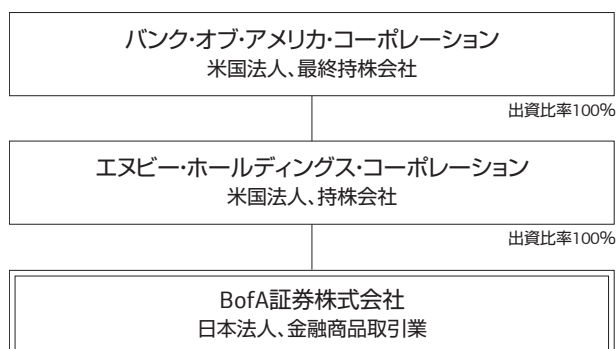 バンク・オブ・アメリカ・コーポレーション
米国法人、最終持株会社
出資比率100%
エヌビー・ホールディングス・コーポレーション
米国法人、持株会社
出資比率100%
BofA証券株式会社
日本法人、金融商品取引業